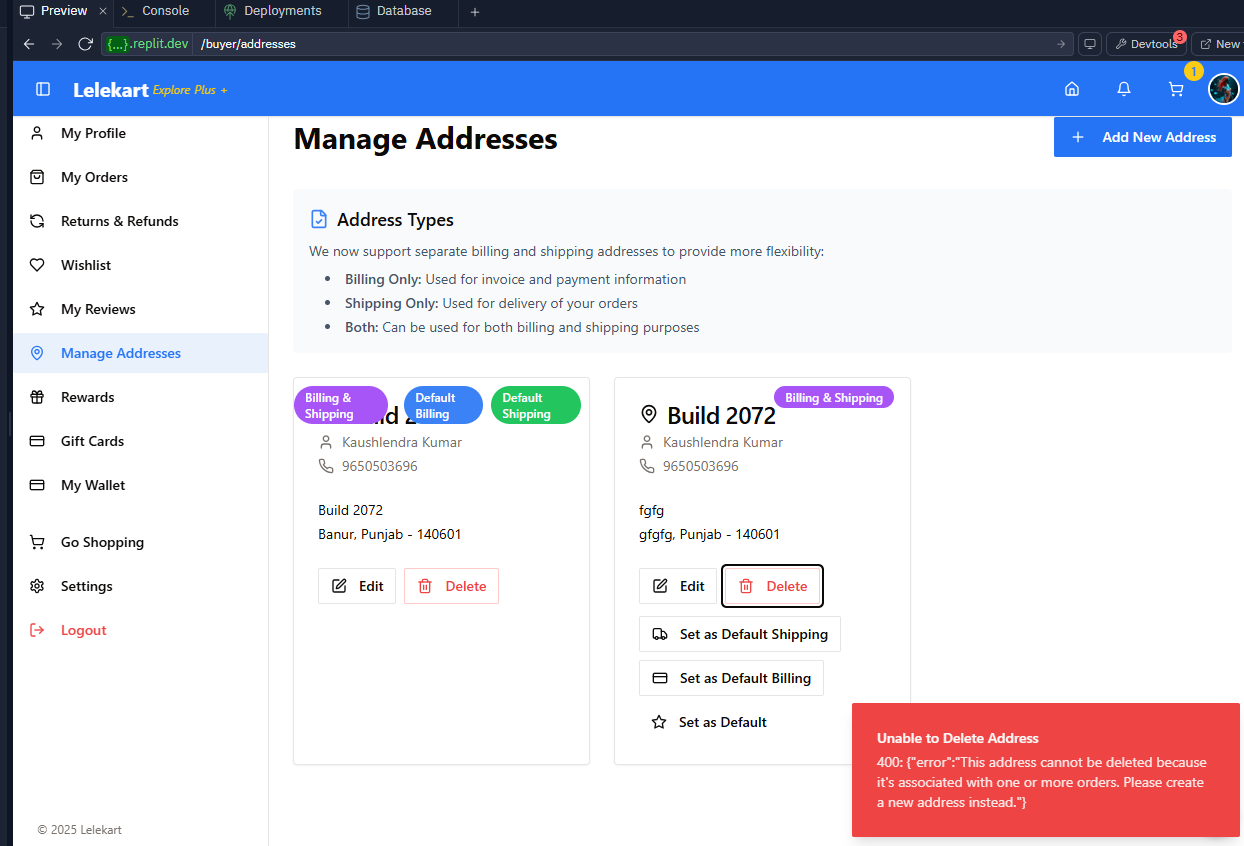 Preview
Console
Deployments
Database
{...}.replit.dev /buyer/addresses
Devtools 3
New
Lelekart Explore Plus
1
My Profile
My Orders
Returns & Refunds
Wishlist
My Reviews
Manage Addresses
Rewards
Gift Cards
My Wallet
Go Shopping
Settings
Logout
© 2025 Lelekart
Manage Addresses
Add New Address
Address Types
We now support separate billing and shipping addresses to provide more flexibility:
Billing Only: Used for invoice and payment information
Shipping Only: Used for delivery of your orders
Both: Can be used for both billing and shipping purposes
Billing &
Shipping
Default
Billing
Default
Shipping
Kaushlendra Kumar
9650503696
Build 2072
Banur, Punjab - 140601
Edit
Delete
Billing & Shipping
Build 2072
Kaushlendra Kumar
9650503696
fgfg
gfgfg, Punjab - 140601
Edit
Delete
Set as Default Shipping
Set as Default Billing
Set as Default
Unable to Delete Address
400: {"error":"This address cannot be deleted because
it's associated with one or more orders. Please create
a new address instead."}